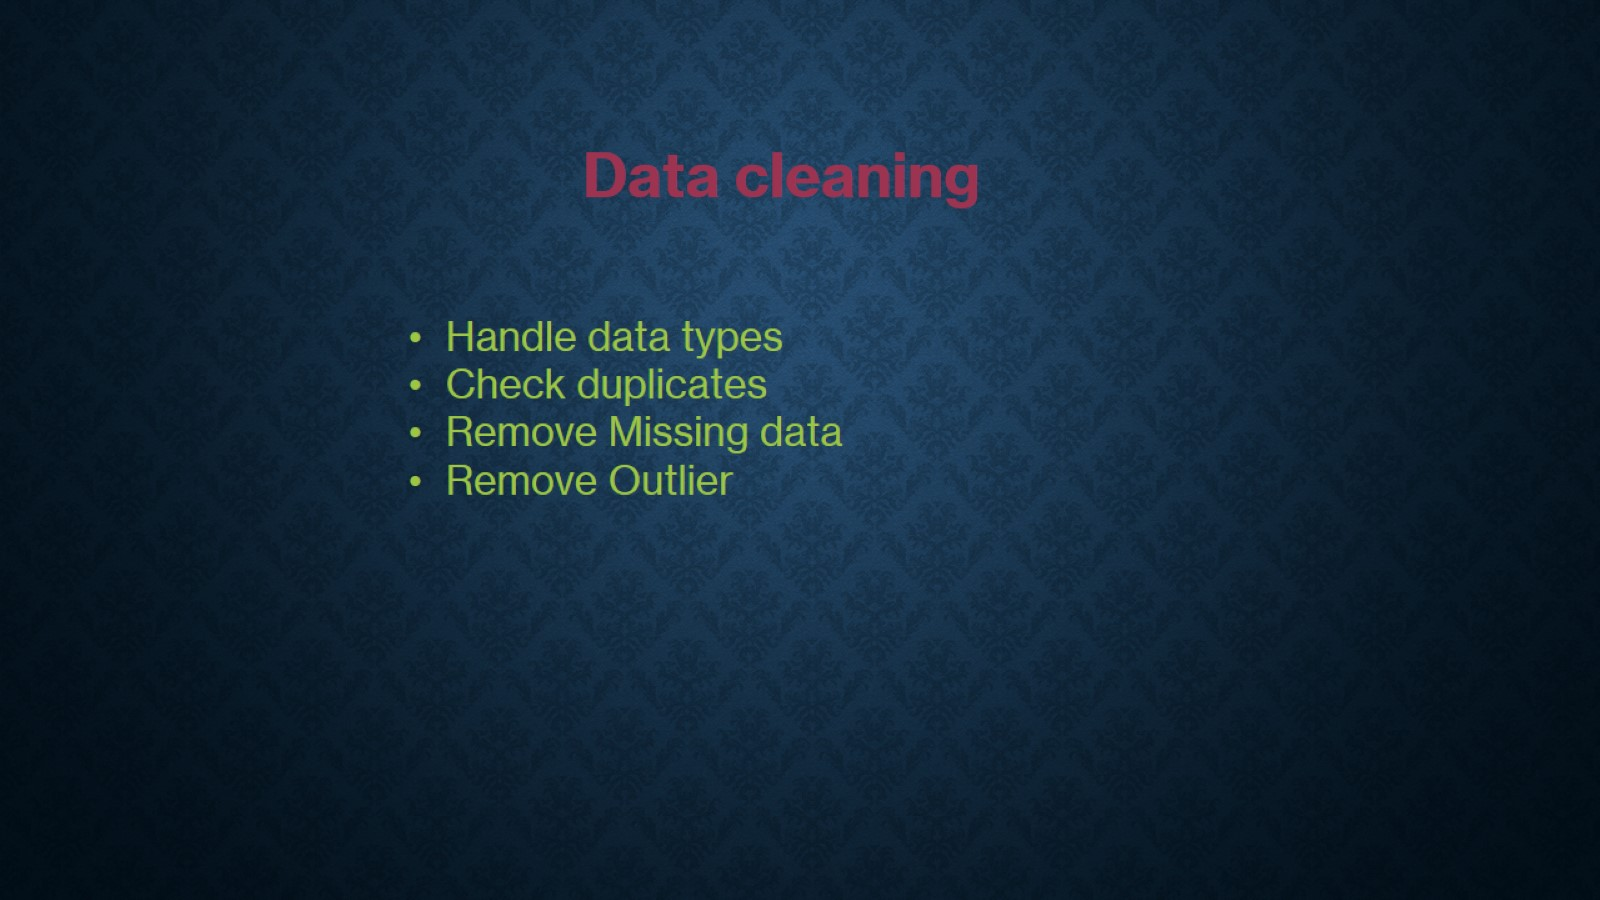 Data cleaning
• Handle data types
• Check duplicates
• Remove Missing data
• Remove Outlier